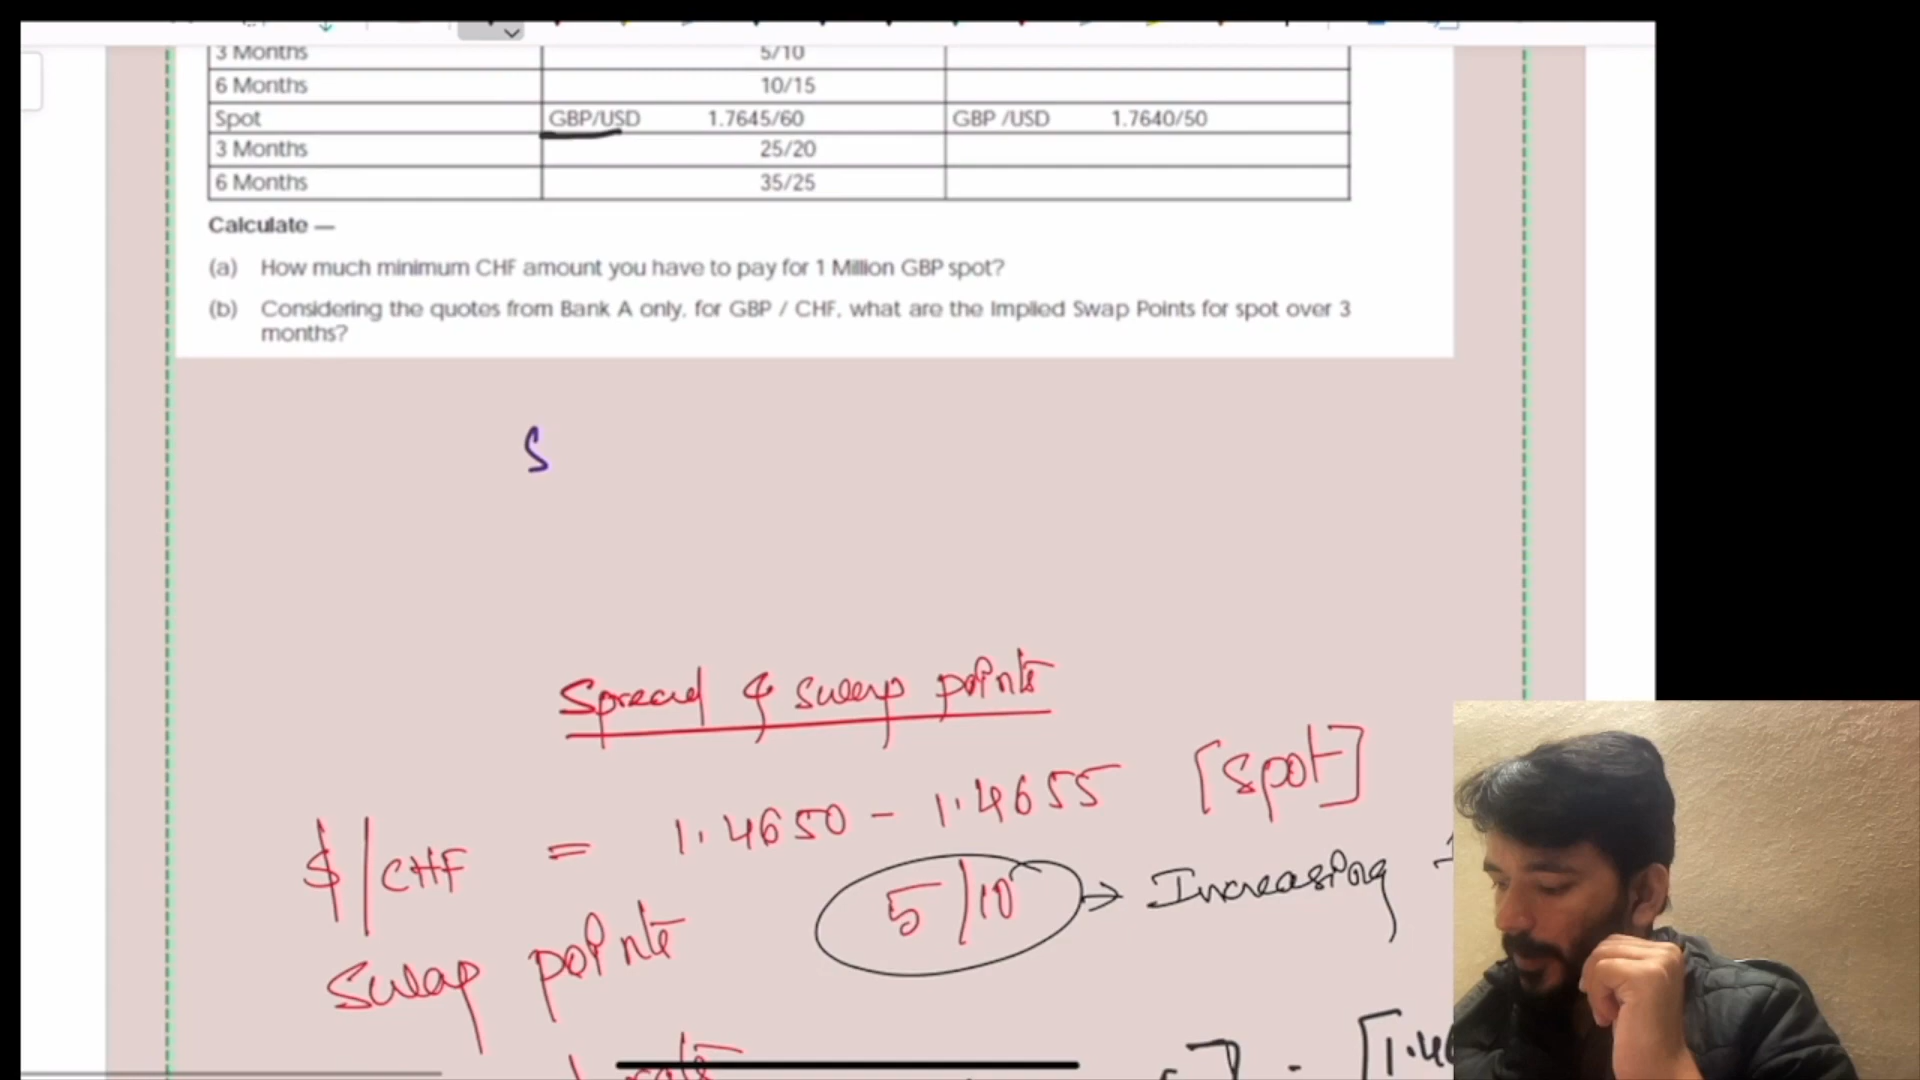 3 Months 5/10
6 Months 10/15
Spot GBP/USD 1.7645/60 GBP /USD 1.7640/50
3 Months 25/20
6 Months 35/25
Calculate —
(a) How much minimum CHF amount you have to pay for 1 Million GBP spot?
(b) Considering the quotes from Bank A only, for GBP / CHF, what are the Implied Swap Points for spot over 3
months?
S
Spread & swap points
$/CHF = 1.4650 - 1.4655 [spot]
5/10 → Increasing
swap points